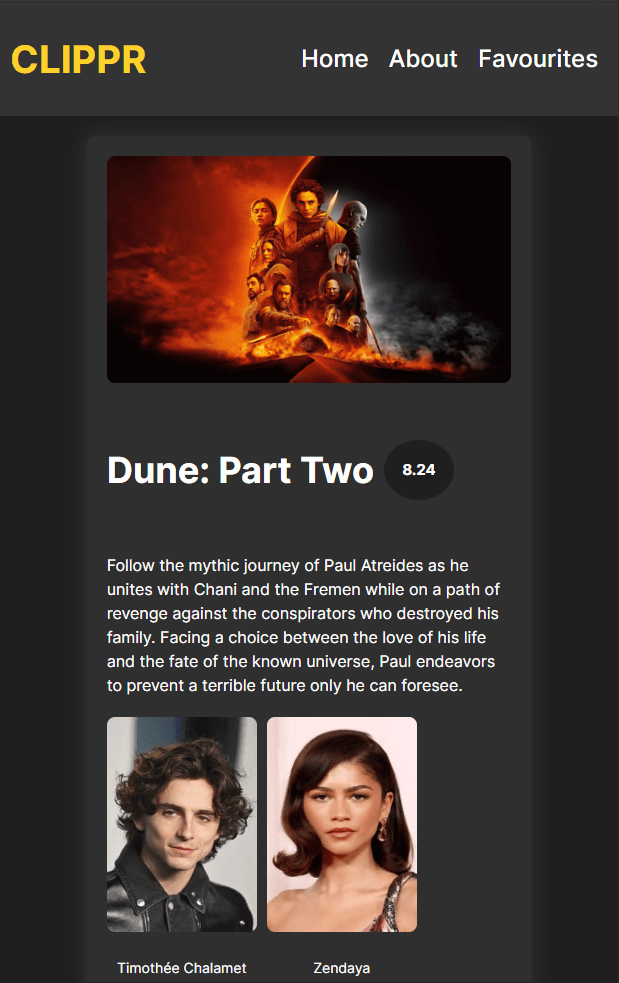 CLIPPR
Home About Favourites
Dune: Part Two 8.24
Follow the mythic journey of Paul Atreides as he
unites with Chani and the Fremen while on a path of
revenge against the conspirators who destroyed his
family. Facing a choice between the love of his life
and the fate of the known universe, Paul endeavors
to prevent a terrible future only he can foresee.
Timothée Chalamet Zendaya